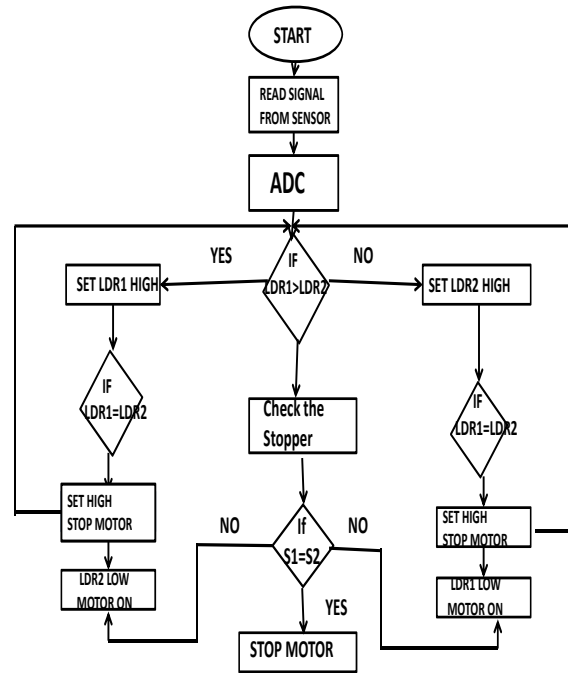 START
READ SIGNAL
FROM SENSOR
ADC
YES
IF
LDR1>LDR2
NO
SET LDR1 HIGH
SET LDR2 HIGH
IF
LDR1=LDR2
Check the
Stopper
IF
LDR1=LDR2
SET HIGH
STOP MOTOR
NO
If
S1=S2
NO
SET HIGH
STOP MOTOR
LDR2 LOW
MOTOR ON
YES
LDR1 LOW
MOTOR ON
STOP MOTOR